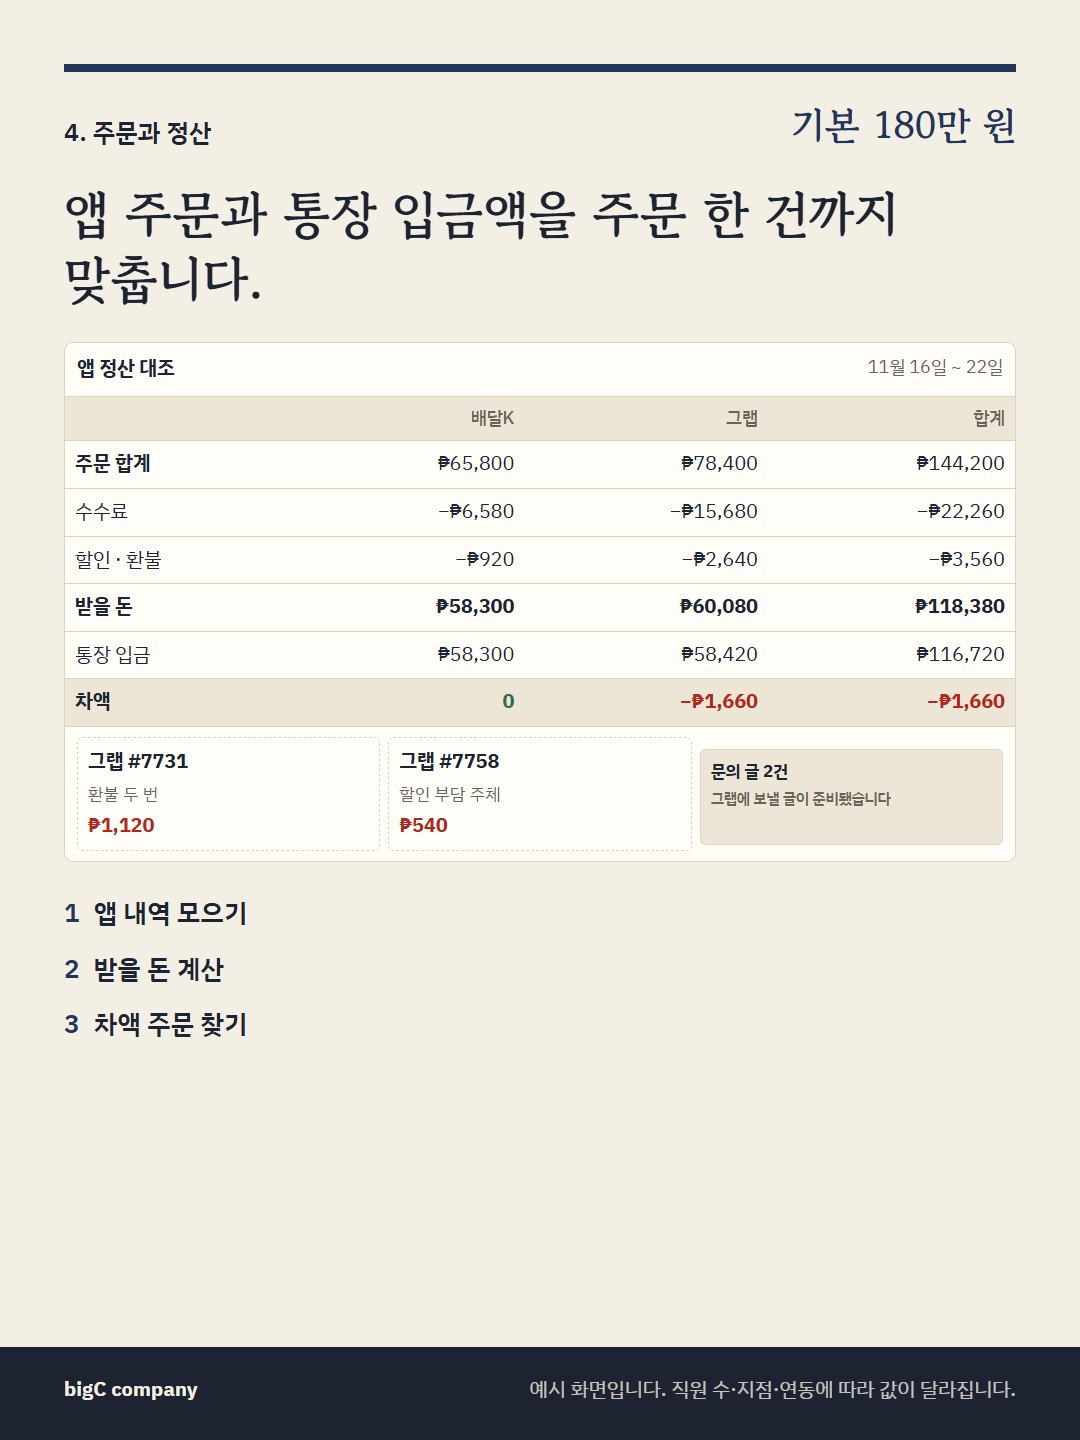 4. 주문과 정산
기본 180만 원
앱 주문과 통장 입금액을 주문 한 건까지
맞춥니다.
앱 정산 대조 11월 16일 ~ 22일
배달K 그랩 합계
주문 합계 ₱65,800 ₱78,400 ₱144,200
수수료 −₱6,580 −₱15,680 −₱22,260
할인 · 환불 −₱920 −₱2,640 −₱3,560
받을 돈 ₱58,300 ₱60,080 ₱118,380
통장 입금 ₱58,300 ₱58,420 ₱116,720
차액 0 −₱1,660 −₱1,660
그랩 #7731
환불 두 번
₱1,120
그랩 #7758
할인 부담 주체
₱540
문의 글 2건
그랩에 보낼 글이 준비됐습니다
1 앱 내역 모으기
2 받을 돈 계산
3 차액 주문 찾기
bigC company
예시 화면입니다. 직원 수·지점·연동에 따라 값이 달라집니다.